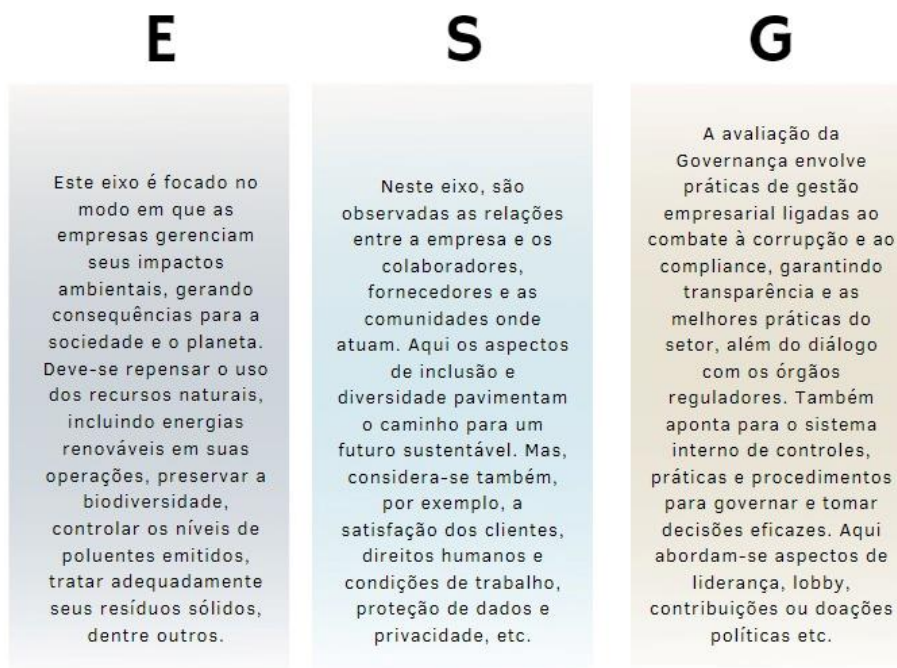 E
Este eixo é focado no
modo em que as
empresas gerenciam
seus impactos
ambientais, gerando
consequências para a
sociedade e o planeta.
Deve-se repensar o uso
dos recursos naturais,
incluindo energias
renováveis em suas
operações, preservar a
biodiversidade,
controlar os níveis de
poluentes emitidos,
tratar adequadamente
seus resíduos sólidos,
dentre outros.
S
Neste eixo, são
observadas as relações
entre a empresa e os
colaboradores,
fornecedores e as
comunidades onde
atuam. Aqui os aspectos
de inclusão e
diversidade pavimentam
o caminho para um
futuro sustentável. Mas,
considera-se também,
por exemplo, a
satisfação dos clientes,
direitos humanos e
condições de trabalho,
proteção de dados e
privacidade, etc.
G
A avaliação da
Governança envolve
práticas de gestão
empresarial ligadas ao
combate à corrupção e ao
compliance, garantindo
transparência e as
melhores práticas do
setor, além do diálogo
com os órgãos
reguladores. Também
aponta para o sistema
interno de controles,
práticas e procedimentos
para governar e tomar
decisões eficazes. Aqui
abordam-se aspectos de
liderança, lobby,
contribuições ou doações
políticas etc.